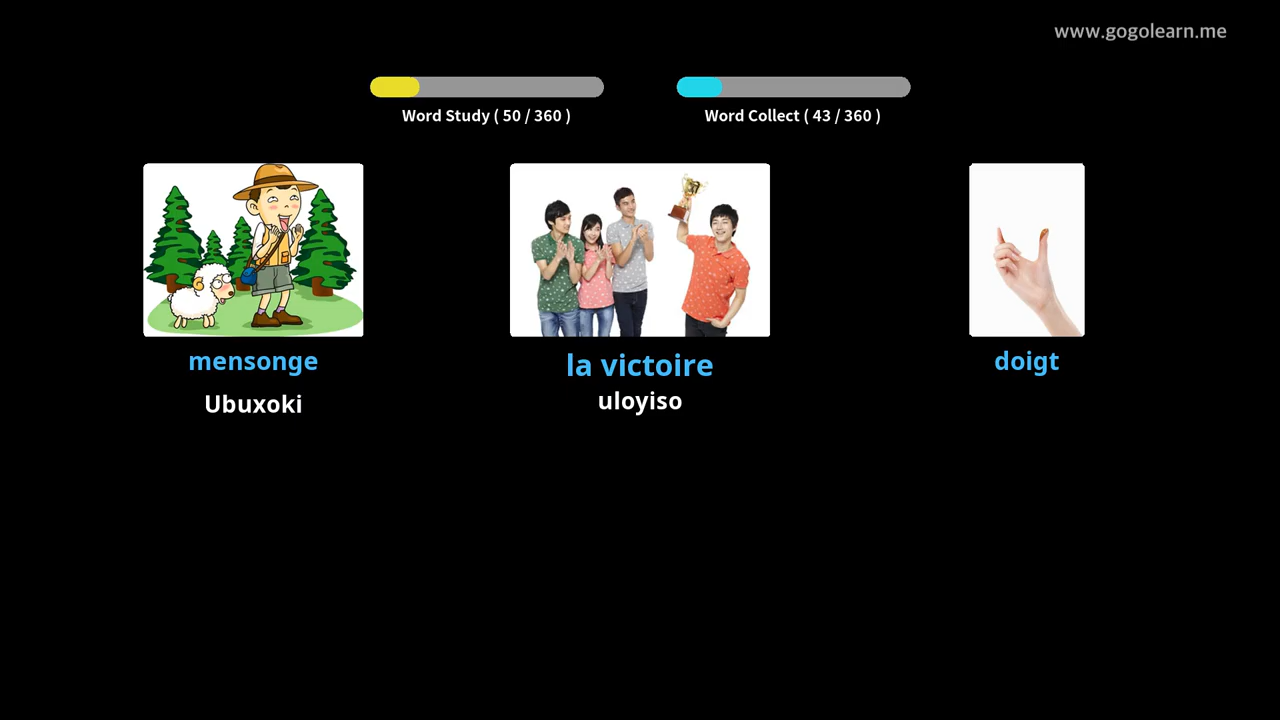 www.gogolearn.me
Word Study ( 50 / 360 )
Word Collect ( 43 / 360 )
mensonge
Ubuxoki
la victoire
uloyiso
doigt